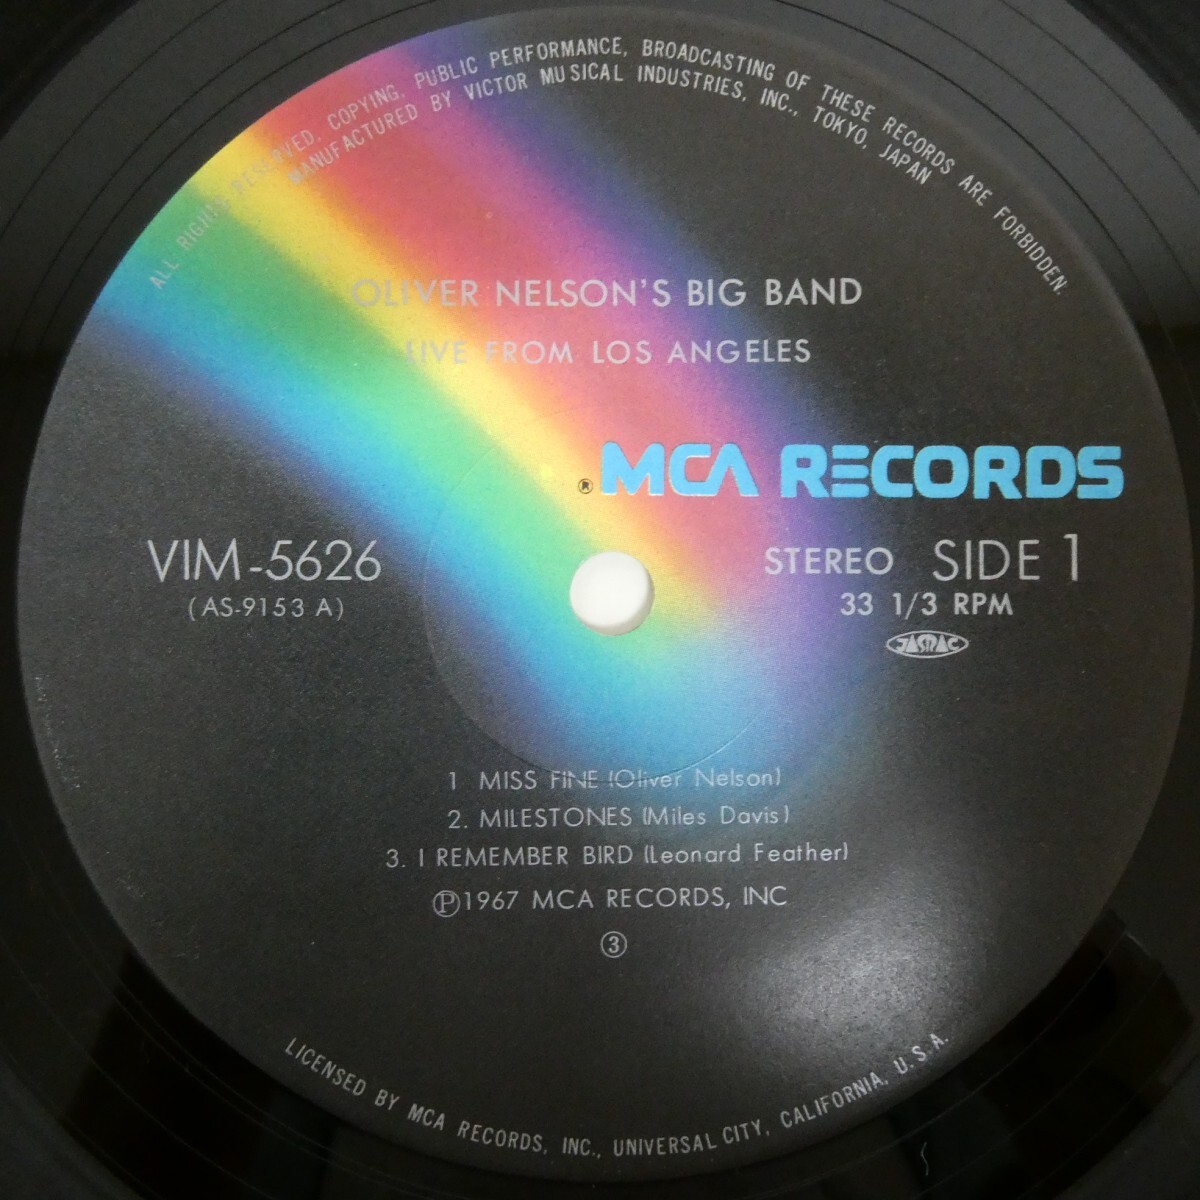 ALL RIGHTS RESERVED. COPYING, PUBLIC PERFORMANCE, BROADCASTING OF THESE RECORDS ARE FORBIDDEN.
MANUFACTURED BY VICTOR MUSICAL INDUSTRIES, INC., TOKYO, JAPAN
OLIVER NELSON'S BIG BAND
LIVE FROM LOS ANGELES
® MCA RECORDS
VIM-5626
(AS-9153 A)
STEREO SIDE 1
33 1/3 RPM
JASRAC
1 MISS FINE (Oliver Nelson)
2. MILESTONES (Miles Davis)
3. I REMEMBER BIRD (Leonard Feather)
Ⓟ1967 MCA RECORDS, INC
③
LICENSED BY MCA RECORDS, INC., UNIVERSAL CITY, CALIFORNIA, U.S.A.